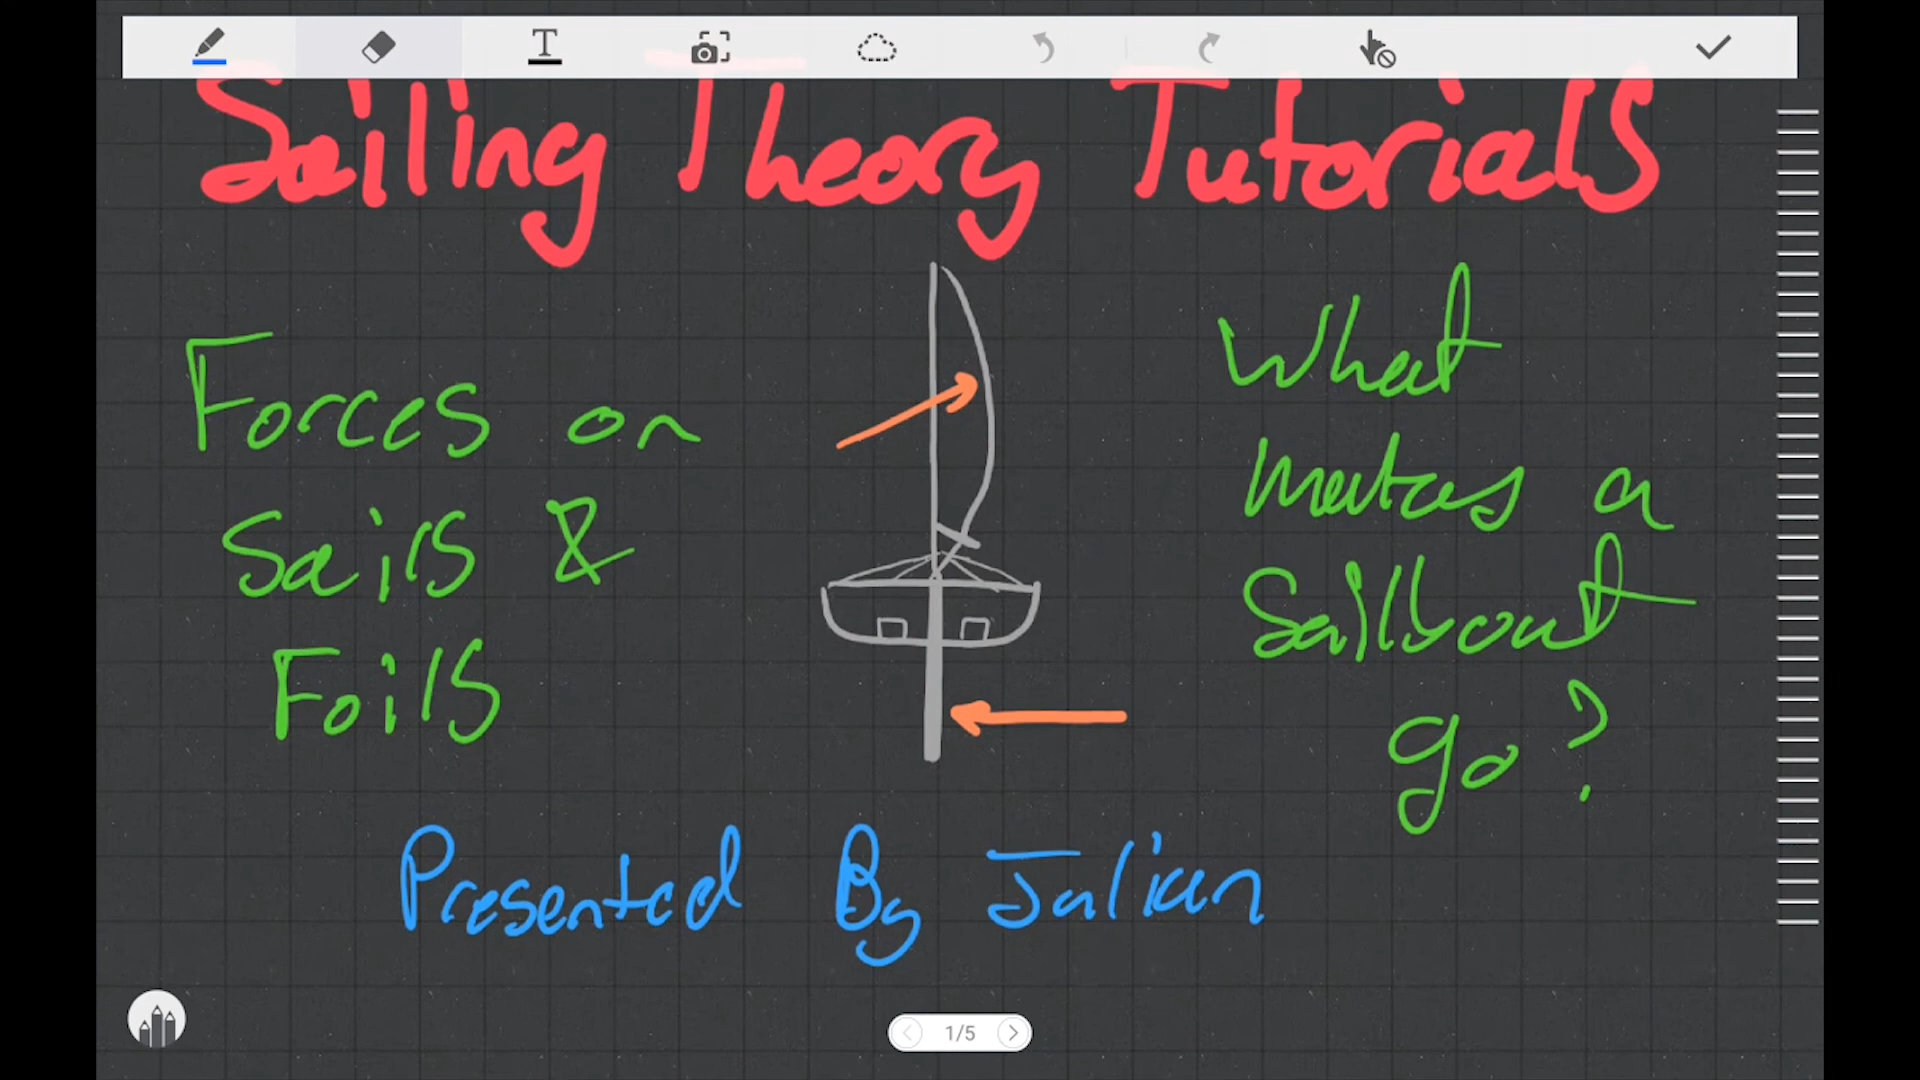 T
Sailing Theory Tutorials
Forces on
Sails &
Foils
What
makes a
Sailboat
go?
Presented By Julian
1/5